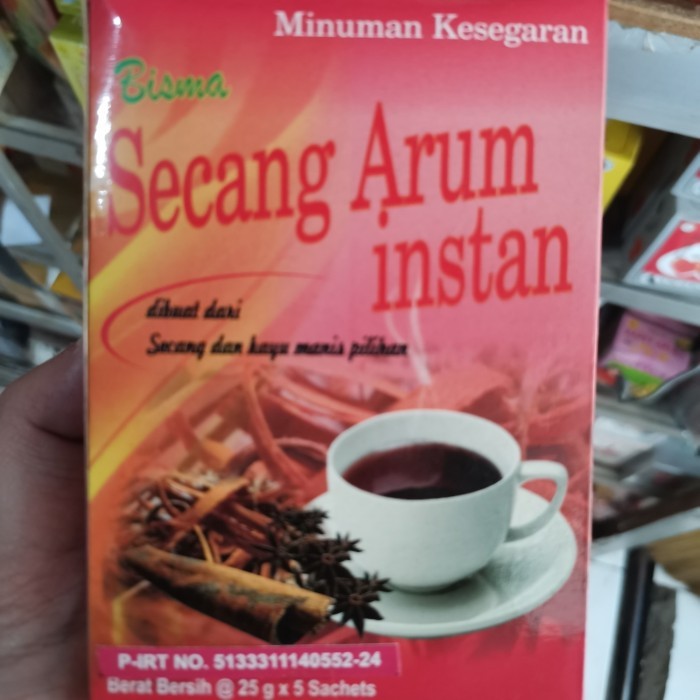 Minuman Kesegaran
Bisma
Secang Arum
instan
dibuat dari
Secang dan kayu manis pilihan
P-IRT NO. 5133311140552-24
Berat Bersih @ 25 g x 5 Sachets